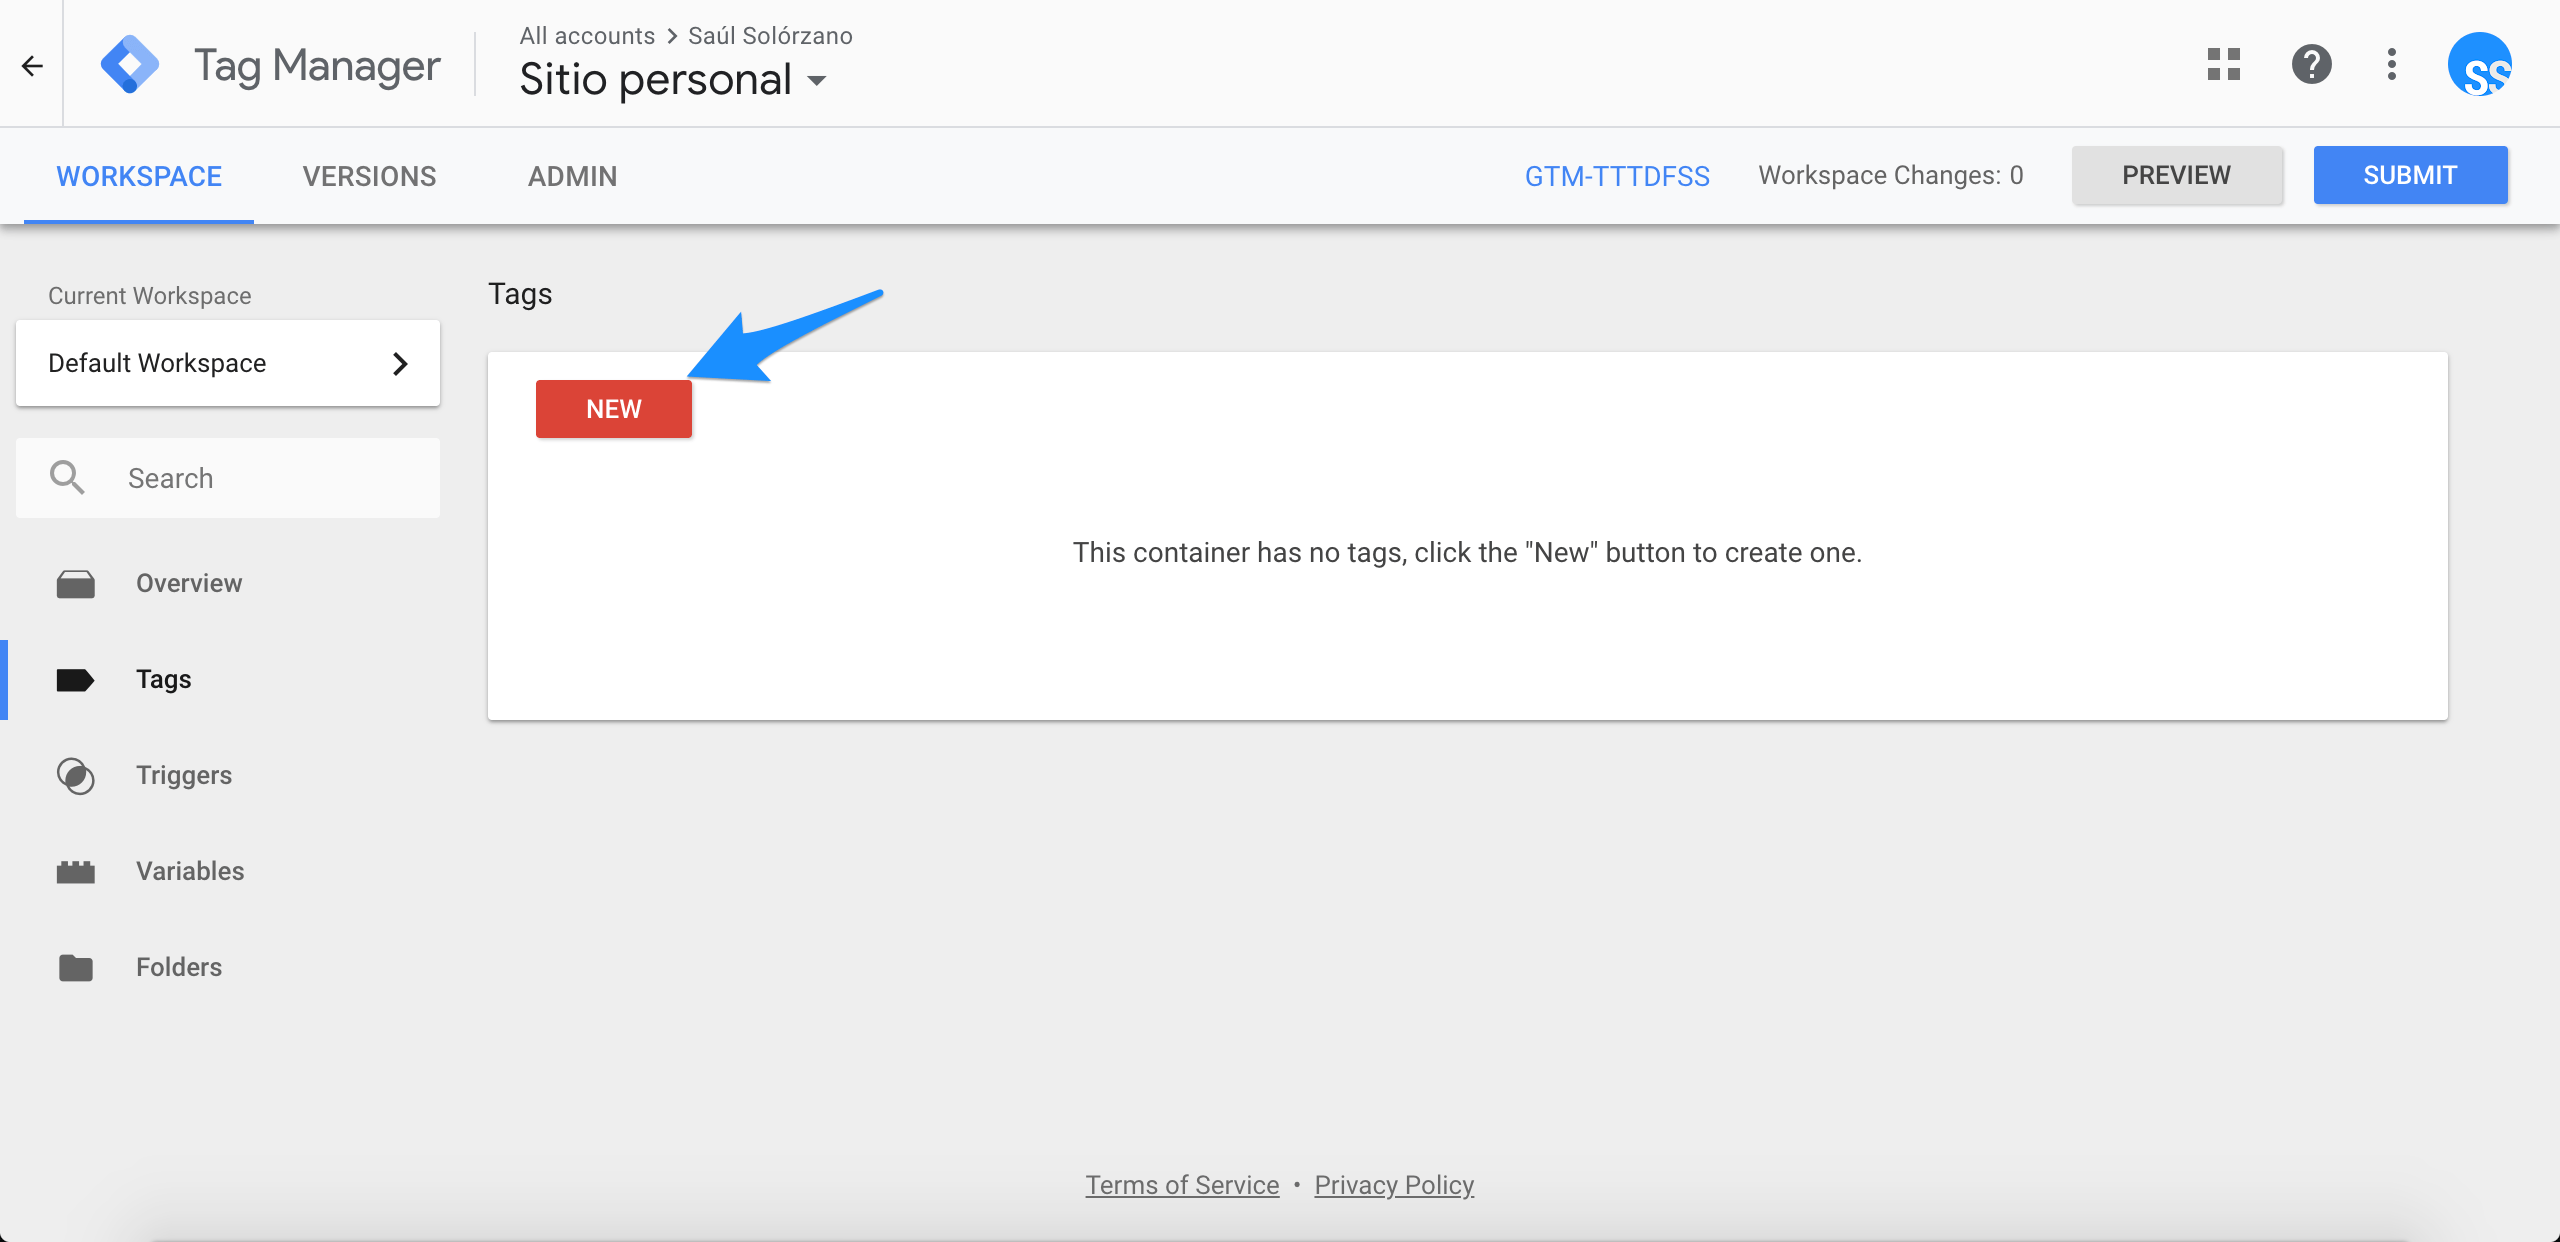 All accounts > Saúl Solórzano
Tag Manager
Sitio personal
SS
WORKSPACE VERSIONS ADMIN GTM-TTTDFSS Workspace Changes: 0 PREVIEW SUBMIT
Current Workspace
Default Workspace
Search
Overview
Tags
Triggers
Variables
Folders
Tags
NEW
This container has no tags, click the "New" button to create one.
Terms of Service • Privacy Policy